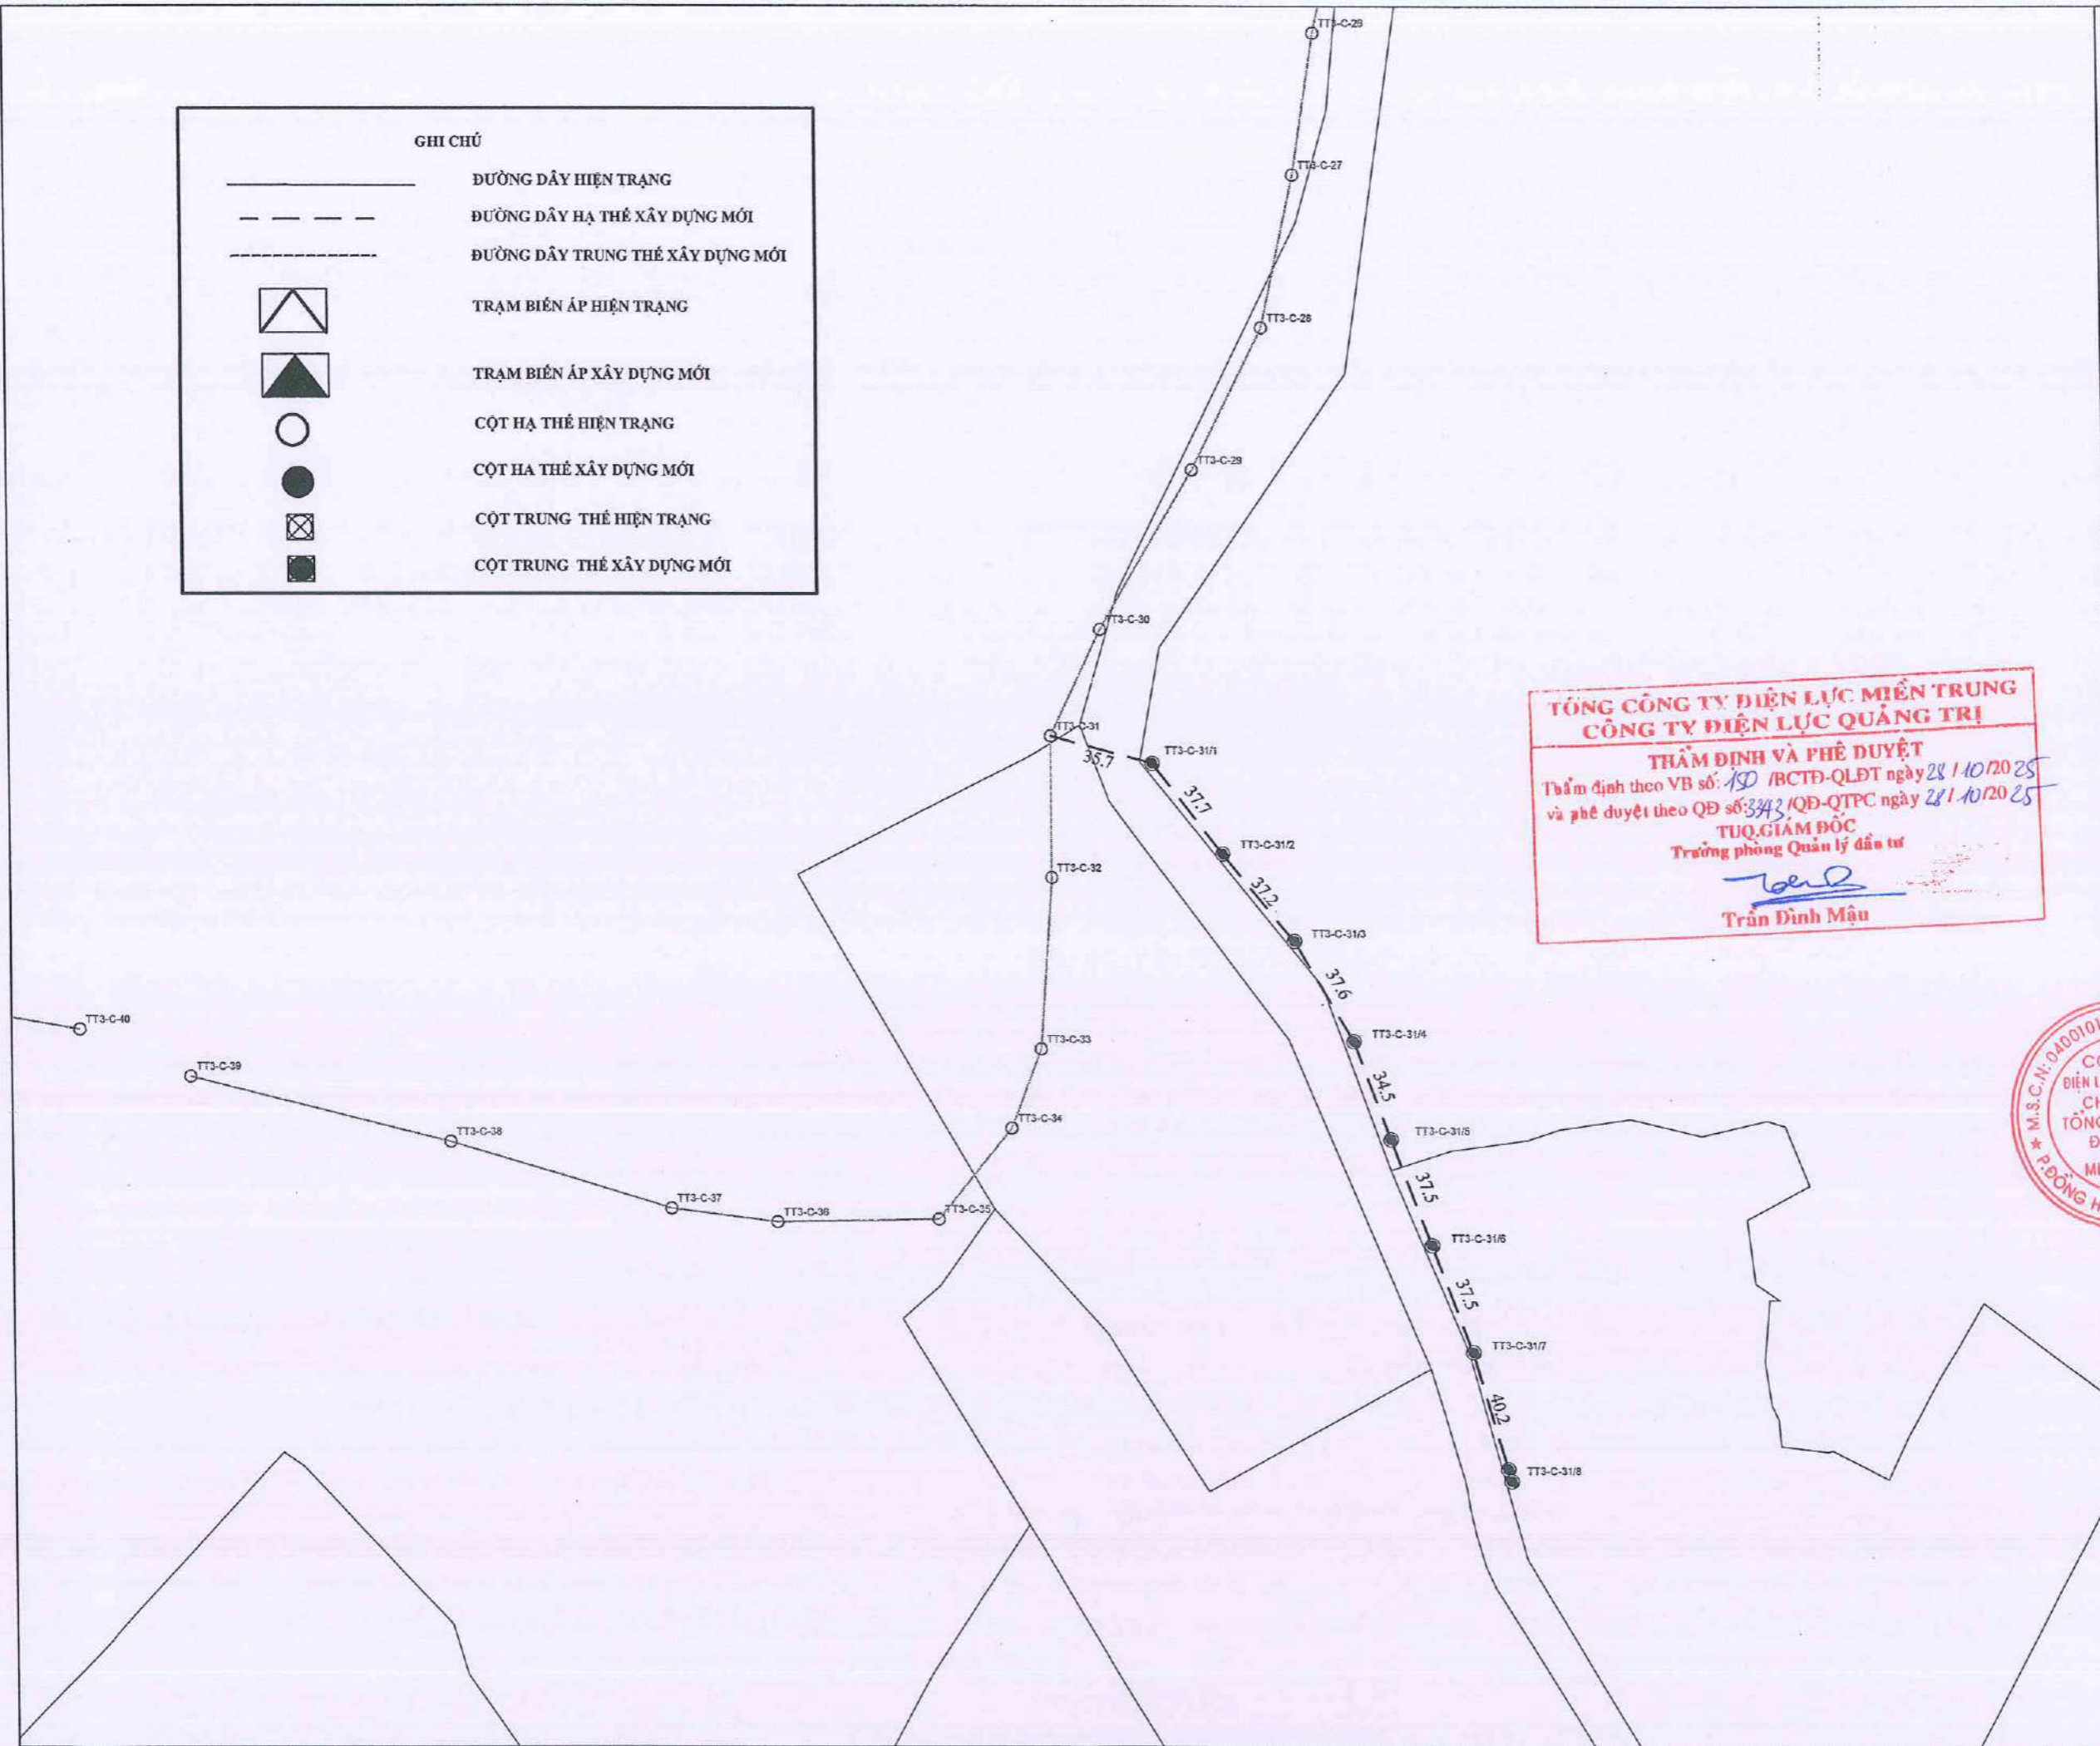 GHI CHÚ
ĐƯỜNG DÂY HIỆN TRẠNG
ĐƯỜNG DÂY HẠ THẾ XÂY DỰNG MỚI
ĐƯỜNG DÂY TRUNG THẾ XÂY DỰNG MỚI
TRẠM BIẾN ÁP HIỆN TRẠNG
TRẠM BIẾN ÁP XÂY DỰNG MỚI
CỘT HẠ THẾ HIỆN TRẠNG
CỘT HA THẾ XÂY DỰNG MỚI
CỘT TRUNG THẾ HIỆN TRẠNG
CỘT TRUNG THẾ XÂY DỰNG MỚI
TT3-C-27
TT3-C-28
TT3-C-29
TT3-C-30
TT3-C-31
35.7
TT3-C-31/1
37.7
TT3-C-31/2
37.2
TT3-C-31/3
37.6
TT3-C-31/4
34.5
TT3-C-31/5
37.5
TT3-C-31/6
37.5
TT3-C-31/7
40.2
TT3-C-31/8
TT3-C-32
TT3-C-33
TT3-C-34
TT3-C-35
TT3-C-36
TT3-C-37
TT3-C-38
TT3-C-39
TT3-C-40
TỔNG CÔNG TY ĐIỆN LỰC MIỀN TRUNG
CÔNG TY ĐIỆN LỰC QUẢNG TRỊ
THẨM ĐỊNH VÀ PHÊ DUYỆT
Thẩm định theo VB số: 150 /BCTĐ-QLĐT ngày 28 / 10 /20 25
và phê duyệt theo QĐ số: 3343 /QĐ-QTPC ngày 28 / 10 /20 25
TUQ.GIÁM ĐỐC
Trưởng phòng Quản lý đầu tư
Trần Đình Mậu
★ M.S.C.N:0400101
P.ĐỒNG H
ĐIỆN L
TỔNG